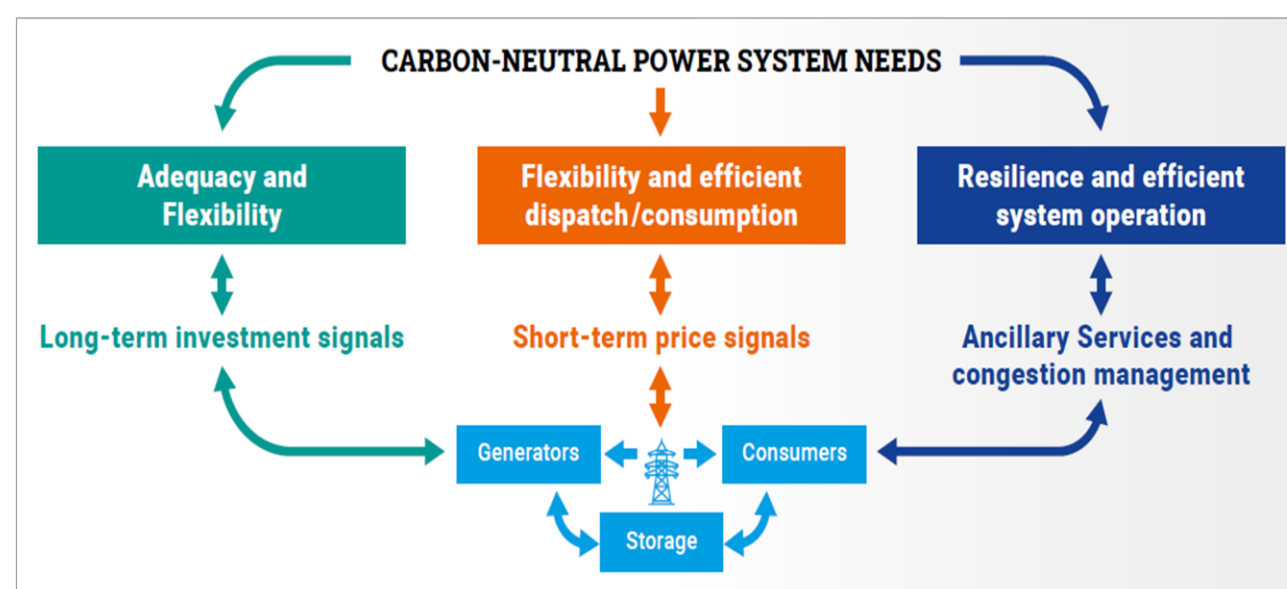 CARBON-NEUTRAL POWER SYSTEM NEEDS
Adequacy and
Flexibility
Flexibility and efficient
dispatch/consumption
Resilience and efficient
system operation
Long-term investment signals
Short-term price signals
Ancillary Services and
congestion management
Generators
Consumers
Storage